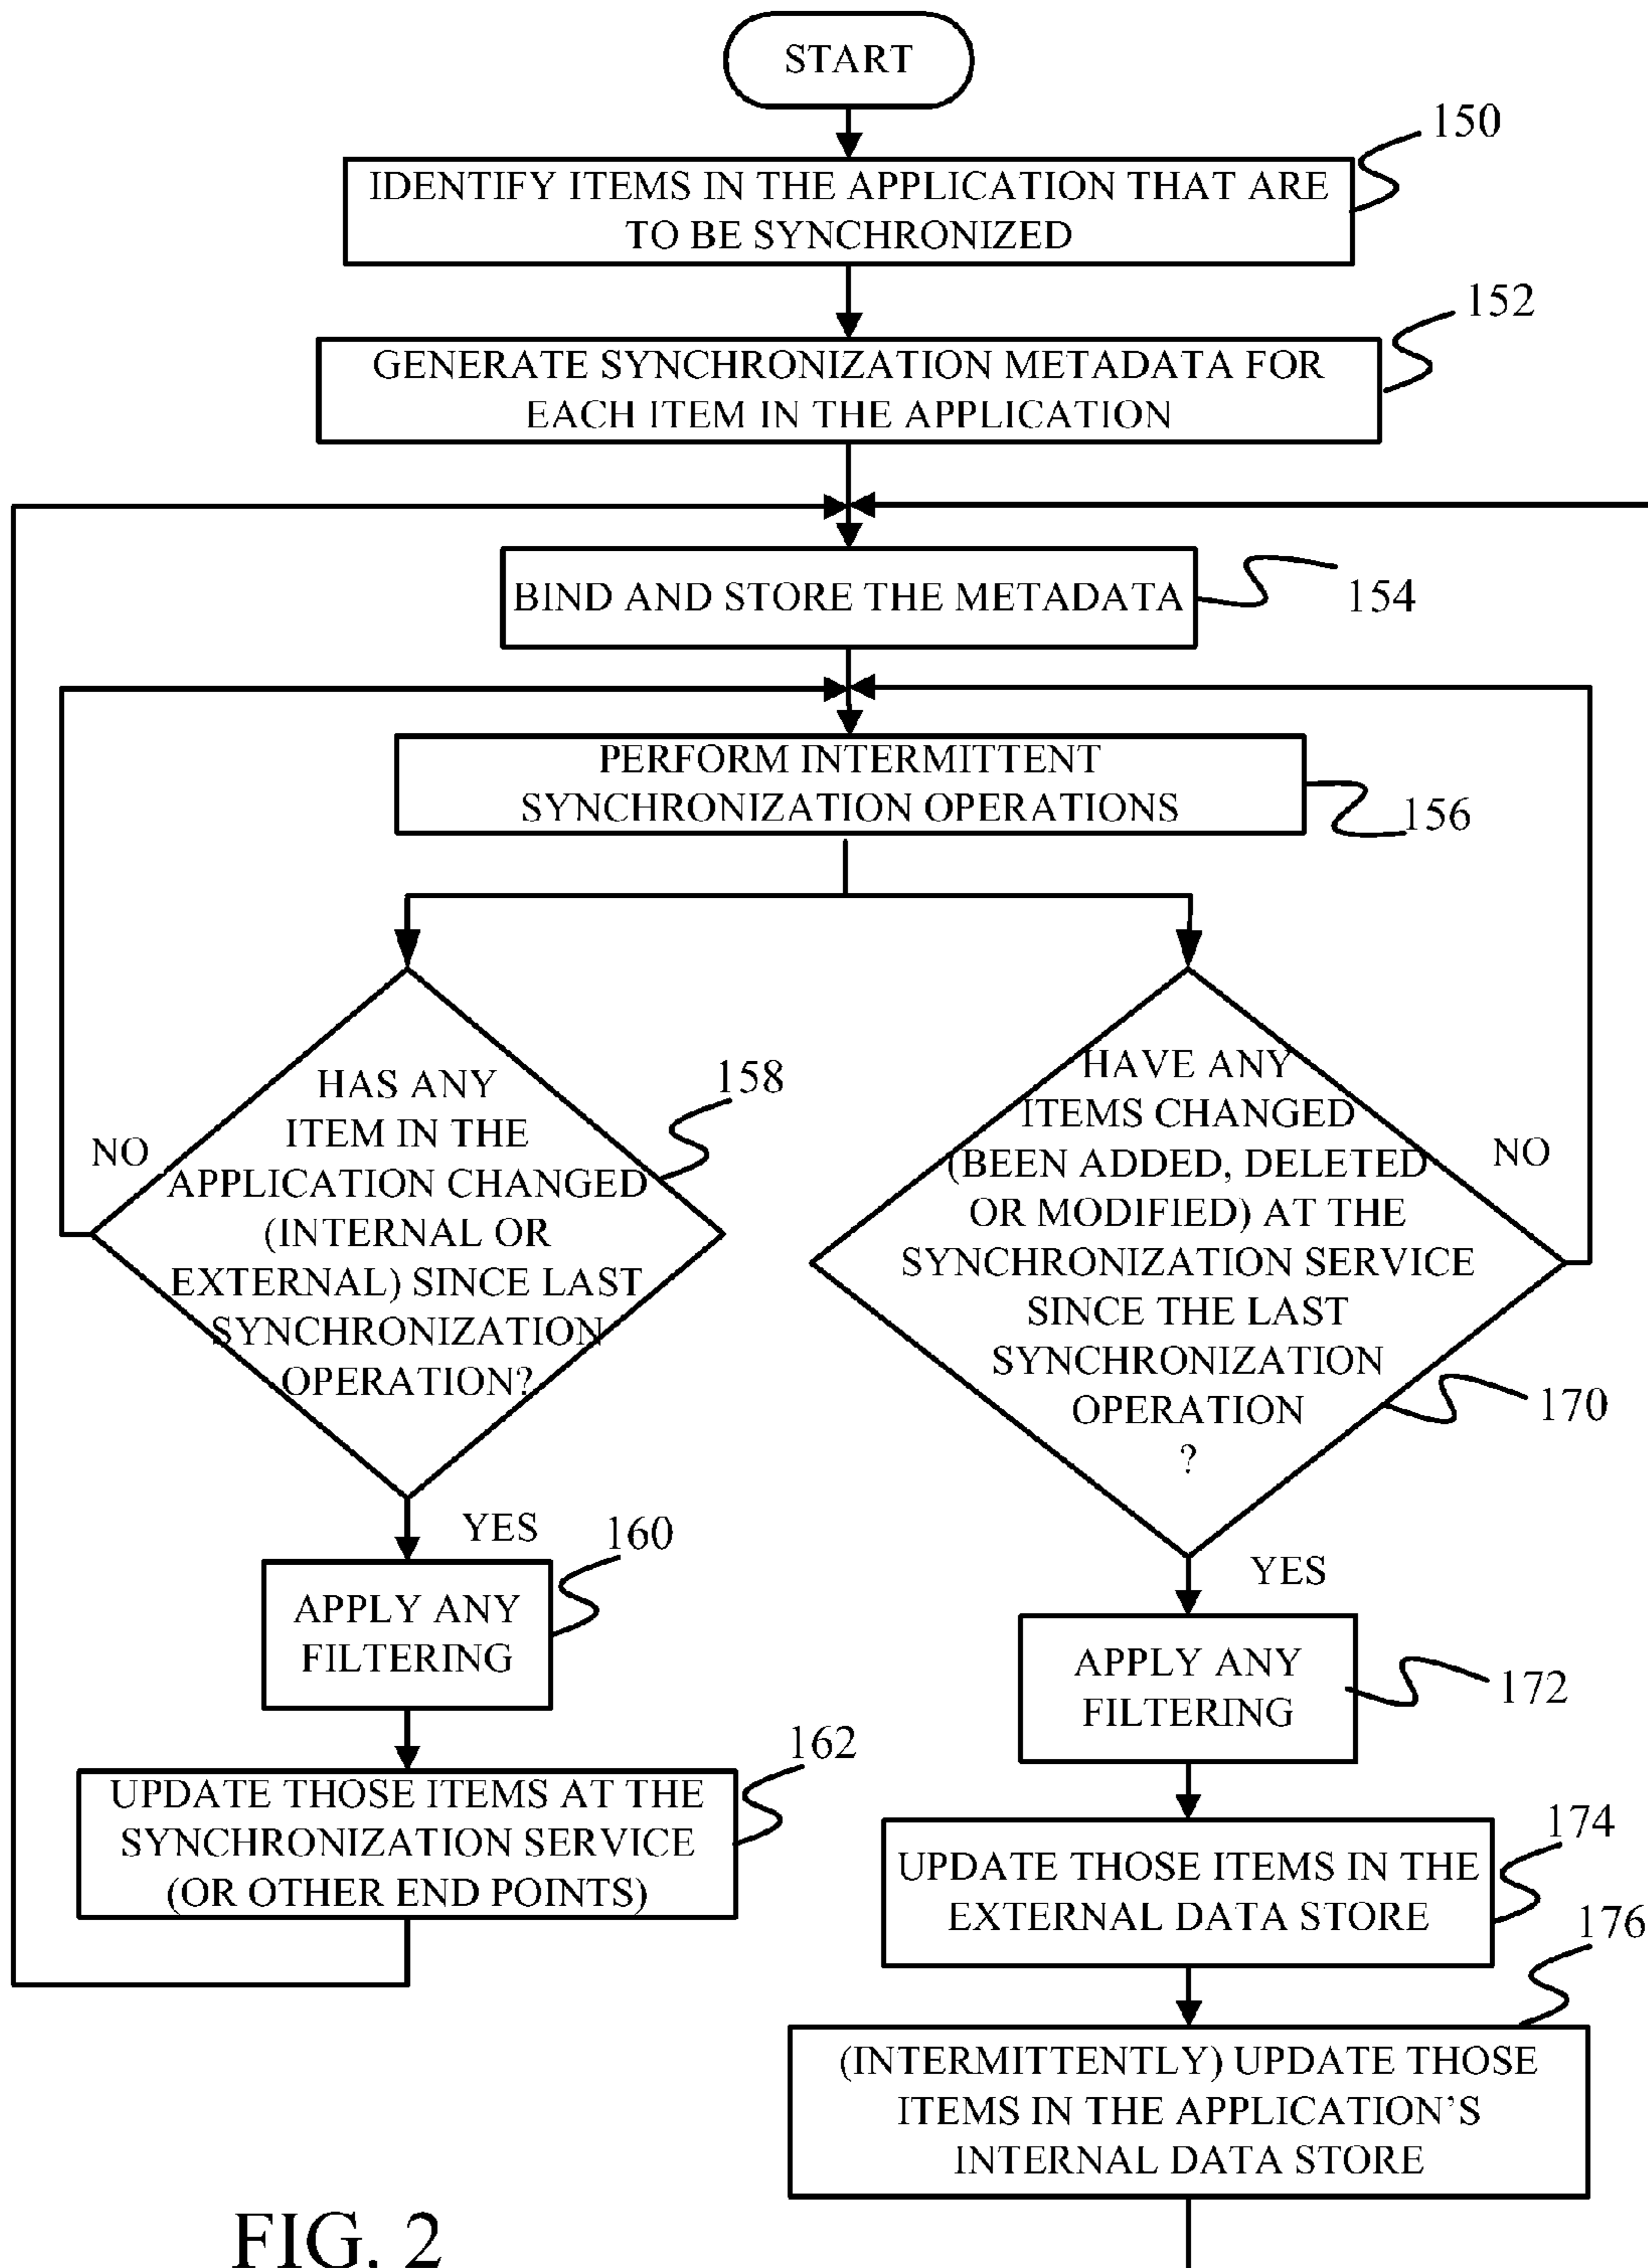 START
150
IDENTIFY ITEMS IN THE APPLICATION THAT ARE
TO BE SYNCHRONIZED
152
GENERATE SYNCHRONIZATION METADATA FOR
EACH ITEM IN THE APPLICATION
BIND AND STORE THE METADATA
154
PERFORM INTERMITTENT
SYNCHRONIZATION OPERATIONS
156
HAS ANY
ITEM IN THE
APPLICATION CHANGED
(INTERNAL OR
EXTERNAL) SINCE LAST
SYNCHRONIZATION
OPERATION?
158
NO
YES
160
APPLY ANY
FILTERING
162
UPDATE THOSE ITEMS AT THE
SYNCHRONIZATION SERVICE
(OR OTHER END POINTS)
HAVE ANY
ITEMS CHANGED
(BEEN ADDED, DELETED
OR MODIFIED) AT THE
SYNCHRONIZATION SERVICE
SINCE THE LAST
SYNCHRONIZATION
OPERATION
?
NO
170
YES
APPLY ANY
FILTERING
172
174
UPDATE THOSE ITEMS IN THE
EXTERNAL DATA STORE
176
(INTERMITTENTLY) UPDATE THOSE
ITEMS IN THE APPLICATION’S
INTERNAL DATA STORE
FIG. 2